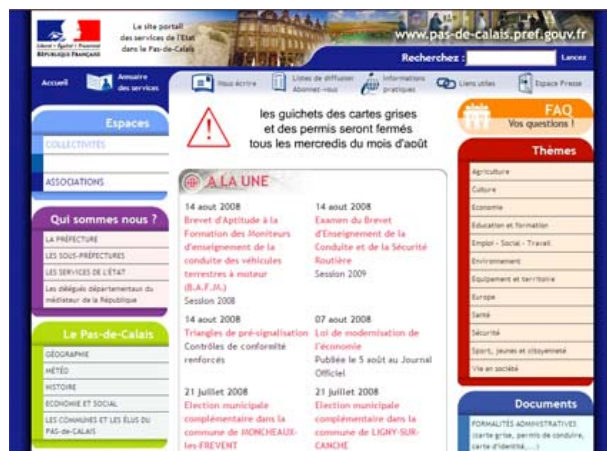 Le site portail
des services de l'Etat
dans le Pas-de-Calais
www.pas-de-calais.pref.gouv.fr
Liberté • Égalité • Fraternité
RÉPUBLIQUE FRANÇAISE
Recherchez :
Lancez
Accueil
Annuaire
des services
Nous écrire
Listes de diffusion
Abonnez-vous
Informations
pratiques
Liens utiles
Espace Presse
Espaces
COLLECTIVITÉS
ASSOCIATIONS
Qui sommes nous ?
LA PRÉFECTURE
LES SOUS-PRÉFECTURES
LES SERVICES DE L'ÉTAT
Les délégués départementaux du
médiateur de la République
Le Pas-de-Calais
GÉOGRAPHIE
MÉTÉO
HISTOIRE
ECONOMIE ET SOCIAL
LES COMMUNES ET LES ÉLUS DU
PAS-de-CALAIS
les guichets des cartes grises
et des permis seront fermés
tous les mercredis du mois d'août
A LA UNE
14 aout 2008
Brevet d'Aptitude à la
Formation des Moniteurs
d'enseignement de la
conduite des véhicules
terrestres à moteur
(B.A.F.M.)
Session 2008
14 aout 2008
Examen du Brevet
d'Enseignement de la
Conduite et de la Sécurité
Routière
Session 2009
14 aout 2008
Triangles de pré-signalisation
Contrôles de conformité
renforcés
07 aout 2008
Loi de modernisation de
l'économie
Publiée le 5 août au Journal
Officiel
21 juillet 2008
Election municipale
complémentaire dans la
commune de MONCHEAUX-
les-FREVENT
21 juillet 2008
Election municipale
complémentaire dans la
commune de LIGNY-SUR-
CANCHE
FAQ
Vos questions !
Thèmes
Agriculture
Culture
Economie
Education et formation
Emploi - Social - Travail
Environnement
Equipement et territoire
Europe
Santé
Sécurité
Sport, jeunes et citoyenneté
Vie en société
Documents
FORMALITÉS ADMINISTRATIVES
(carte grise, permis de conduire,
carte d'identité,....)